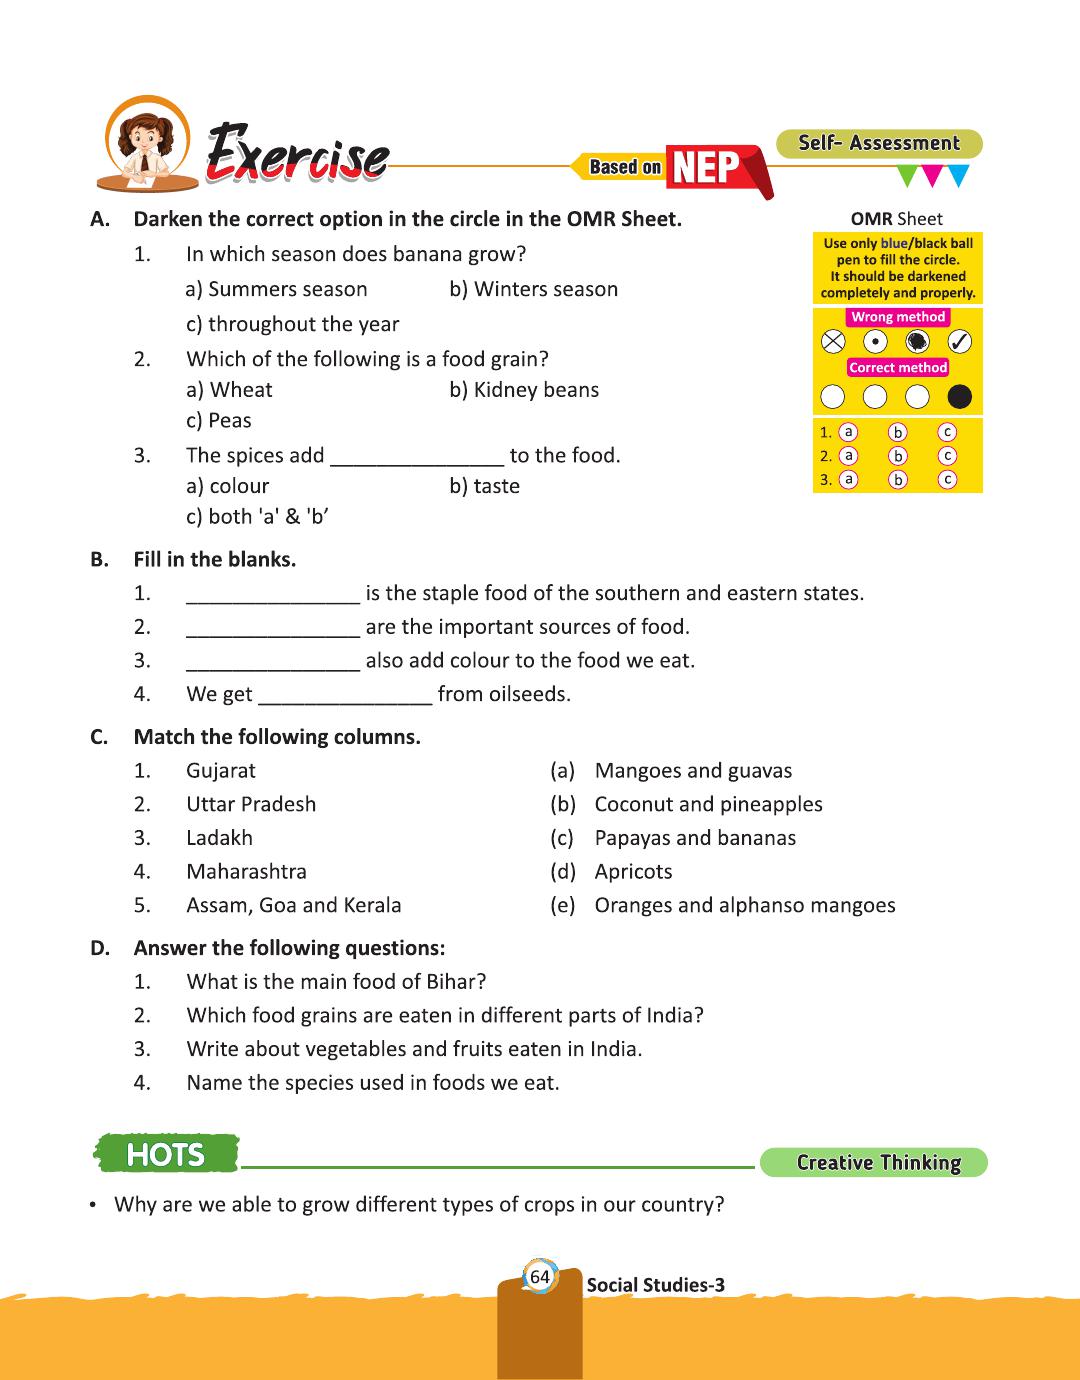 Exercise
Based on NEP
Self- Assessment
A. Darken the correct option in the circle in the OMR Sheet.
1. In which season does banana grow?
a) Summers season b) Winters season
c) throughout the year
2. Which of the following is a food grain?
a) Wheat b) Kidney beans
c) Peas
3. The spices add _______________ to the food.
a) colour b) taste
c) both 'a' & 'b’
OMR Sheet
Use only blue/black ball
pen to fill the circle.
It should be darkened
completely and properly.
Wrong method
Correct method
1. a b c
2. a b c
3. a b c
B. Fill in the blanks.
1. _______________ is the staple food of the southern and eastern states.
2. _______________ are the important sources of food.
3. _______________ also add colour to the food we eat.
4. We get _______________ from oilseeds.
C. Match the following columns.
1. Gujarat (a) Mangoes and guavas
2. Uttar Pradesh (b) Coconut and pineapples
3. Ladakh (c) Papayas and bananas
4. Maharashtra (d) Apricots
5. Assam, Goa and Kerala (e) Oranges and alphanso mangoes
D. Answer the following questions:
1. What is the main food of Bihar?
2. Which food grains are eaten in different parts of India?
3. Write about vegetables and fruits eaten in India.
4. Name the species used in foods we eat.
HOTS
Creative Thinking
• Why are we able to grow different types of crops in our country?
64
Social Studies-3